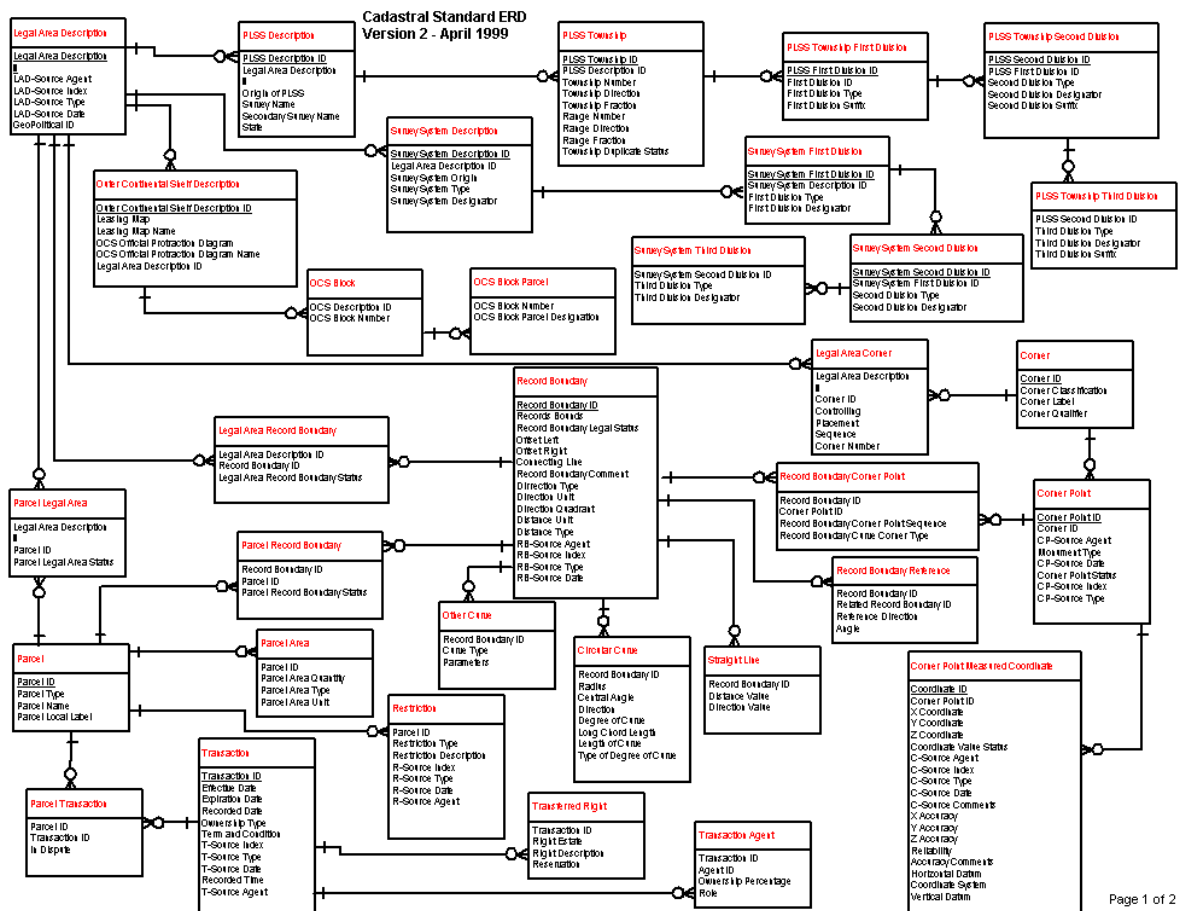 Cadastral Standard ERD
Version 2 - April 1999
Legal Area Description
Legal Area Description
LAD-Source Agent
LAD-Source Index
LAD-Source Type
LAD-Source Date
GeoPolitical ID
PLSS Description
PLSS Description ID
Legal Area Description
Origin of PLSS
Survey Name
Secondary Survey Name
State
PLSS Township
PLSS Township ID
PLSS Description ID
Township Number
Township Direction
Township Fraction
Range Number
Range Direction
Range Fraction
Township Duplicate Status
PLSS Township First Division
PLSS First Division ID
First Division ID
First Division Type
First Division Suffix
PLSS Township Second Division
PLSS Second Division ID
PLSS First Division ID
Second Division Type
Second Division Designator
Second Division Suffix
Survey System Description
Survey System Description ID
Legal Area Description ID
Survey System Origin
Survey System Type
Survey System Designator
Survey System First Division
Survey System First Division ID
Survey System Description ID
First Division Type
First Division Designator
Outer Continental Shelf Description
Outer Continental Shelf Description ID
Leasing Map
Leasing Map Name
OCS Official Protraction Diagram
OCS Official Protraction Diagram Name
Legal Area Description ID
PLSS Township Third Division
PLSS Second Division ID
Third Division Type
Third Division Designator
Third Division Suffix
Survey System Third Division
Survey System Second Division ID
Third Division Type
Third Division Designator
Survey System Second Division
Survey System Second Division ID
Survey System First Division ID
Second Division Type
Second Division Designator
OCS Block
OCS Description ID
OCS Block Number
OCS Block Parcel
OCS Block Number
OCS Block Parcel Designation
Legal Area Corner
Legal Area Description
Corner ID
Controlling
Placement
Sequence
Corner Number
Corner
Corner ID
Corner Classification
Corner Label
Corner Qualifier
Record Boundary
Record Boundary ID
Records Bounds
Record Boundary Legal Status
Offset Left
Offset Right
Connecting Line
Record Boundary Comment
Direction Type
Direction Unit
Direction Quadrant
Distance Unit
Distance Type
RB-Source Agent
RB-Source Index
RB-Source Type
RB-Source Date
Legal Area Record Boundary
Legal Area Description ID
Record Boundary ID
Legal Area Record Boundary Status
Record Boundary Corner Point
Record Boundary ID
Corner Point ID
Record Boundary Corner Point Sequence
Record Boundary Curve Corner Type
Corner Point
Corner Point ID
Corner ID
CP-Source Agent
Monument Type
CP-Source Date
Corner Point Status
CP-Source Index
CP-Source Type
Parcel Legal Area
Legal Area Description
Parcel ID
Parcel Legal Area Status
Parcel Record Boundary
Record Boundary ID
Parcel ID
Parcel Record Boundary Status
Record Boundary Reference
Record Boundary ID
Related Record Boundary ID
Reference Direction
Angle
Other Curve
Record Boundary ID
Curve Type
Parameters
Circular Curve
Record Boundary ID
Radius
Central Angle
Direction
Degree of Curve
Long Chord Length
Length of Curve
Type of Degree of Curve
Straight Line
Record Boundary ID
Distance Value
Direction Value
Parcel
Parcel ID
Parcel Type
Parcel Name
Parcel Local Label
Parcel Area
Parcel ID
Parcel Area Quantity
Parcel Area Type
Parcel Area Unit
Corner Point Measured Coordinate
Coordinate ID
Corner Point ID
X Coordinate
Y Coordinate
Z Coordinate
Coordinate Value Status
C-Source Agent
C-Source Index
C-Source Type
C-Source Date
C-Source Comments
X Accuracy
Y Accuracy
Z Accuracy
Reliability
Accuracy Comments
Horizontal Datum
Coordinate System
Vertical Datum
Restriction
Parcel ID
Restriction Type
Restriction Description
R-Source Index
R-Source Type
R-Source Date
R-Source Agent
Transaction
Transaction ID
Effective Date
Expiration Date
Recorded Date
Ownership Type
Term and Condition
T-Source Index
T-Source Type
T-Source Date
Recorded Time
T-Source Agent
Parcel Transaction
Parcel ID
Transaction ID
In Dispute
Transferred Right
Transaction ID
Right Estate
Right Description
Reservation
Transaction Agent
Transaction ID
Agent ID
Ownership Percentage
Role
Page 1 of 2